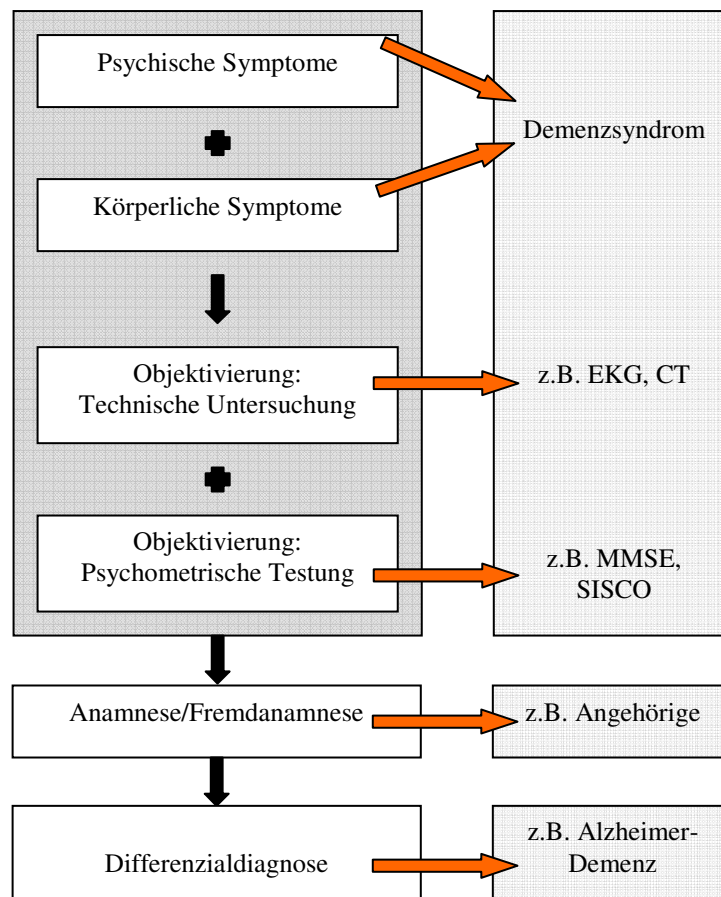 Psychische Symptome
Demenzsyndrom
Körperliche Symptome
Objektivierung:
Technische Untersuchung
z.B. EKG, CT
Objektivierung:
Psychometrische Testung
z.B. MMSE,
SISCO
Anamnese/Fremdanamnese
z.B. Angehörige
Differenzialdiagnose
z.B. Alzheimer-
Demenz